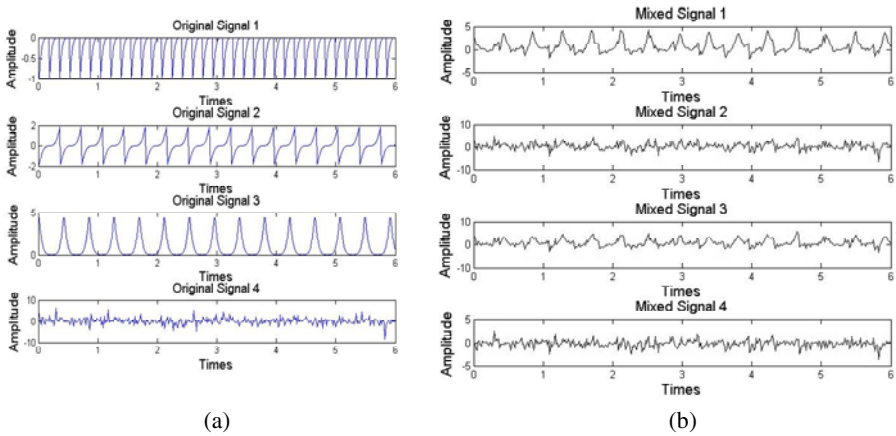 Original Signal 1
Amplitude
0
-0.5
-1
0 1 2 3 4 5 6
Times
Original Signal 2
Amplitude
2
0
-2
0 1 2 3 4 5 6
Times
Original Signal 3
Amplitude
5
0
0 1 2 3 4 5 6
Times
Original Signal 4
Amplitude
10
0
-10
0 1 2 3 4 5 6
Times
(a)
Mixed Signal 1
Amplitude
5
0
-5
0 1 2 3 4 5 6
Times
Mixed Signal 2
Amplitude
10
0
-10
0 1 2 3 4 5 6
Times
Mixed Signal 3
Amplitude
10
0
-10
0 1 2 3 4 5 6
Times
Mixed Signal 4
Amplitude
5
0
-5
0 1 2 3 4 5 6
Times
(b)